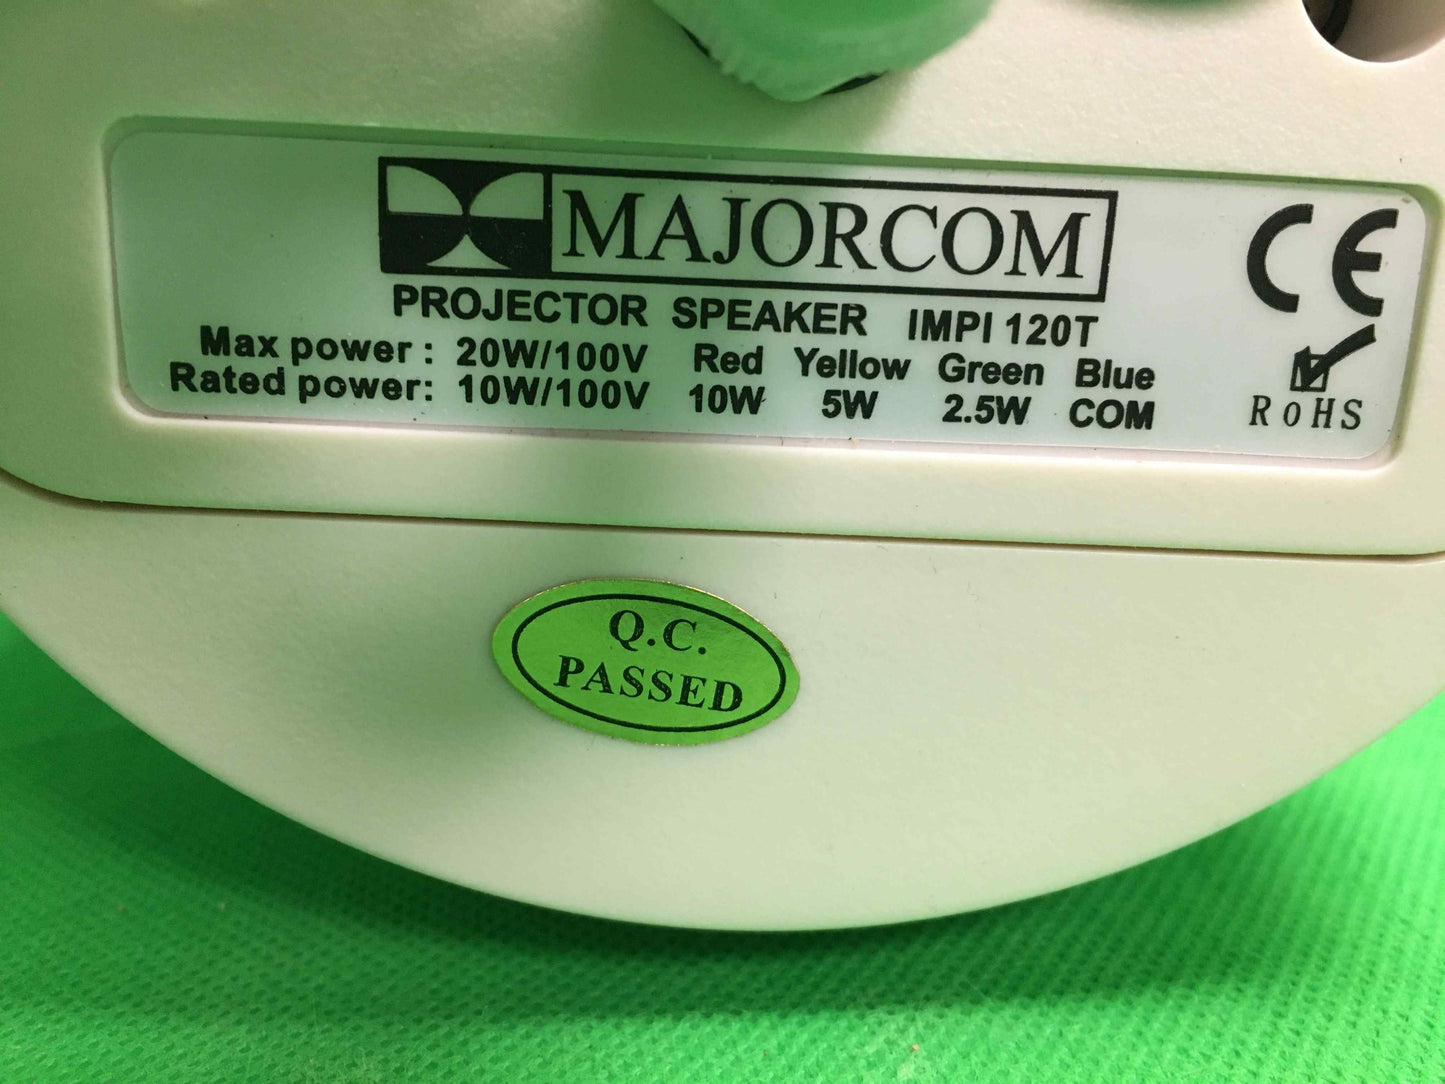 MAJORCOM
PROJECTOR SPEAKER IMPI 120T
Max power : 20W/100V Red Yellow Green Blue
Rated power: 10W/100V 10W 5W 2.5W COM
CE
RoHS
Q.C.
PASSED